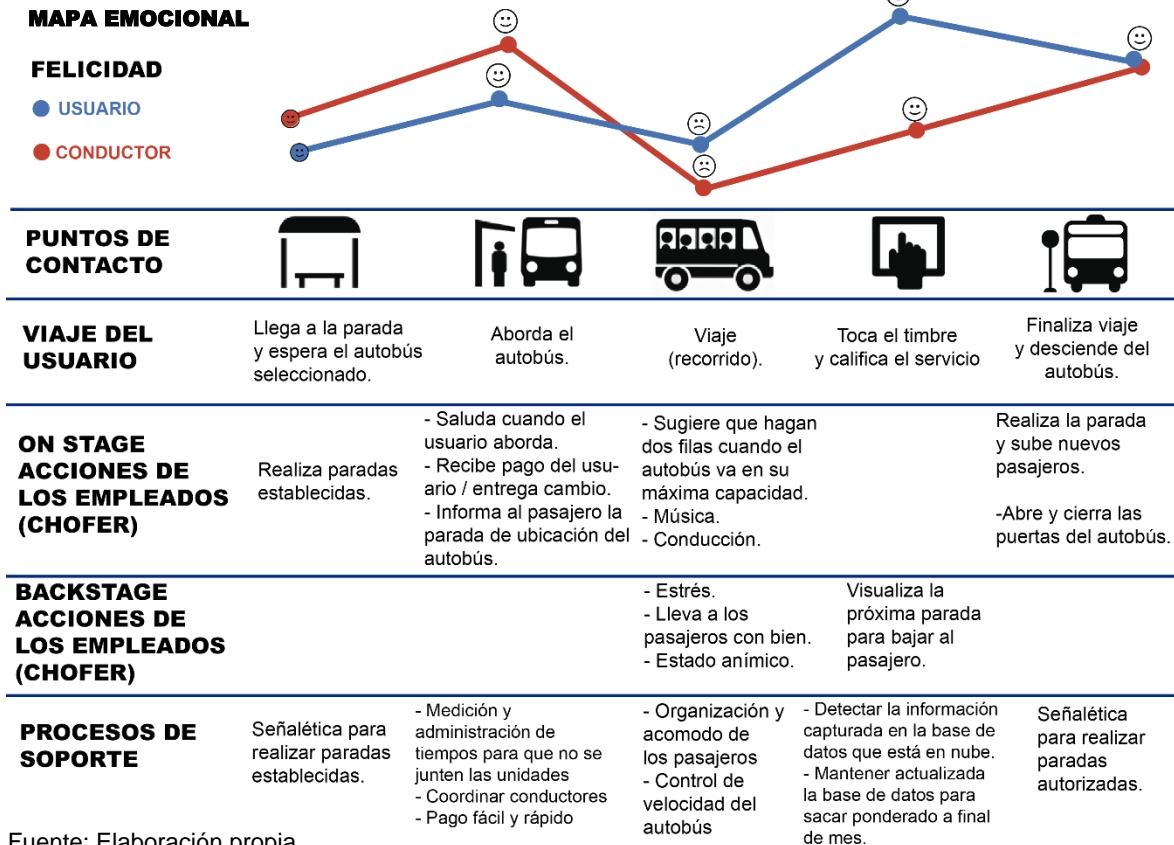 MAPA EMOCIONAL
FELICIDAD
USUARIO
CONDUCTOR
PUNTOS DE
CONTACTO
VIAJE DEL
USUARIO
Llega a la parada
y espera el autobús
seleccionado.
Aborda el
autobús.
Viaje
(recorrido).
Toca el timbre
y califica el servicio
Finaliza viaje
y desciende del
autobús.
ON STAGE
ACCIONES DE
LOS EMPLEADOS
(CHOFER)
Realiza paradas
establecidas.
- Saluda cuando el
usuario aborda.
- Recibe pago del usu-
ario / entrega cambio.
- Informa al pasajero la
parada de ubicación del
autobús.
- Sugiere que hagan
dos filas cuando el
autobús va en su
máxima capacidad.
- Música.
- Conducción.
Realiza la parada
y sube nuevos
pasajeros.
-Abre y cierra las
puertas del autobús.
BACKSTAGE
ACCIONES DE
LOS EMPLEADOS
(CHOFER)
- Estrés.
- Lleva a los
pasajeros con bien.
- Estado anímico.
Visualiza la
próxima parada
para bajar al
pasajero.
PROCESOS DE
SOPORTE
Señalética para
realizar paradas
establecidas.
- Medición y
administración de
tiempos para que no se
junten las unidades
- Coordinar conductores
- Pago fácil y rápido
- Organización y
acomodo de
los pasajeros
- Control de
velocidad del
autobús
- Detectar la información
capturada en la base de
datos que está en nube.
- Mantener actualizada
la base de datos para
sacar ponderado a final
de mes.
Señalética
para realizar
paradas
autorizadas.
Fuente: Elaboración propia